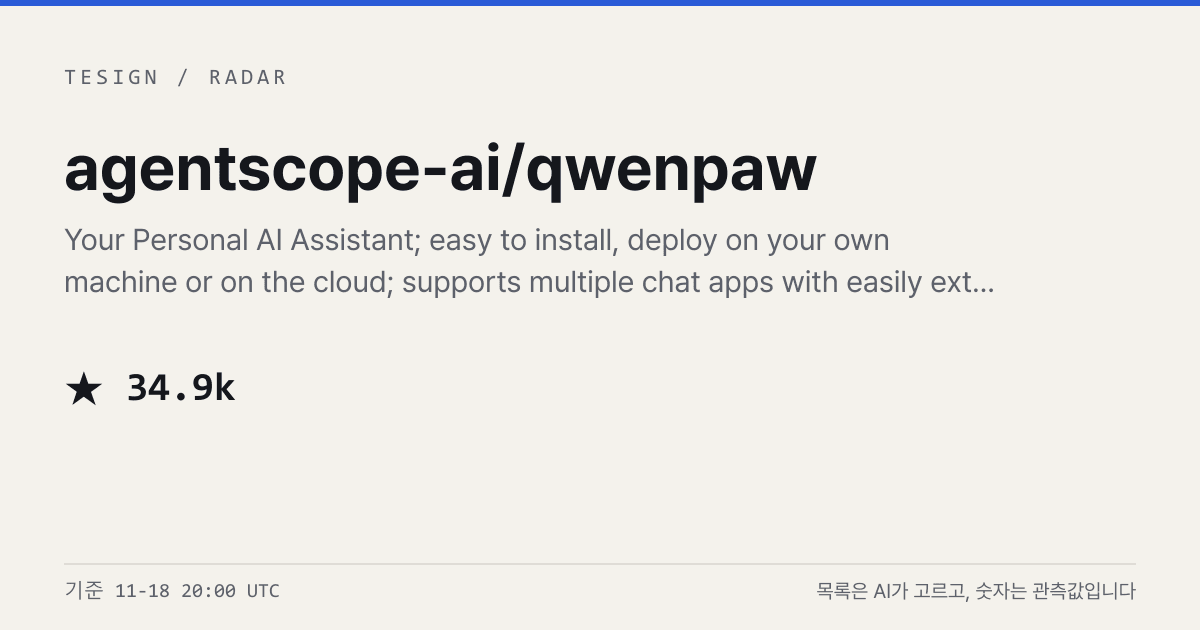 TESIGN / RADAR
agentscope-ai/qwenpaw
Your Personal AI Assistant; easy to install, deploy on your own
machine or on the cloud; supports multiple chat apps with easily ext...
★ 34.9k
기준 11-18 20:00 UTC
목록은 AI가 고르고, 숫자는 관측값입니다